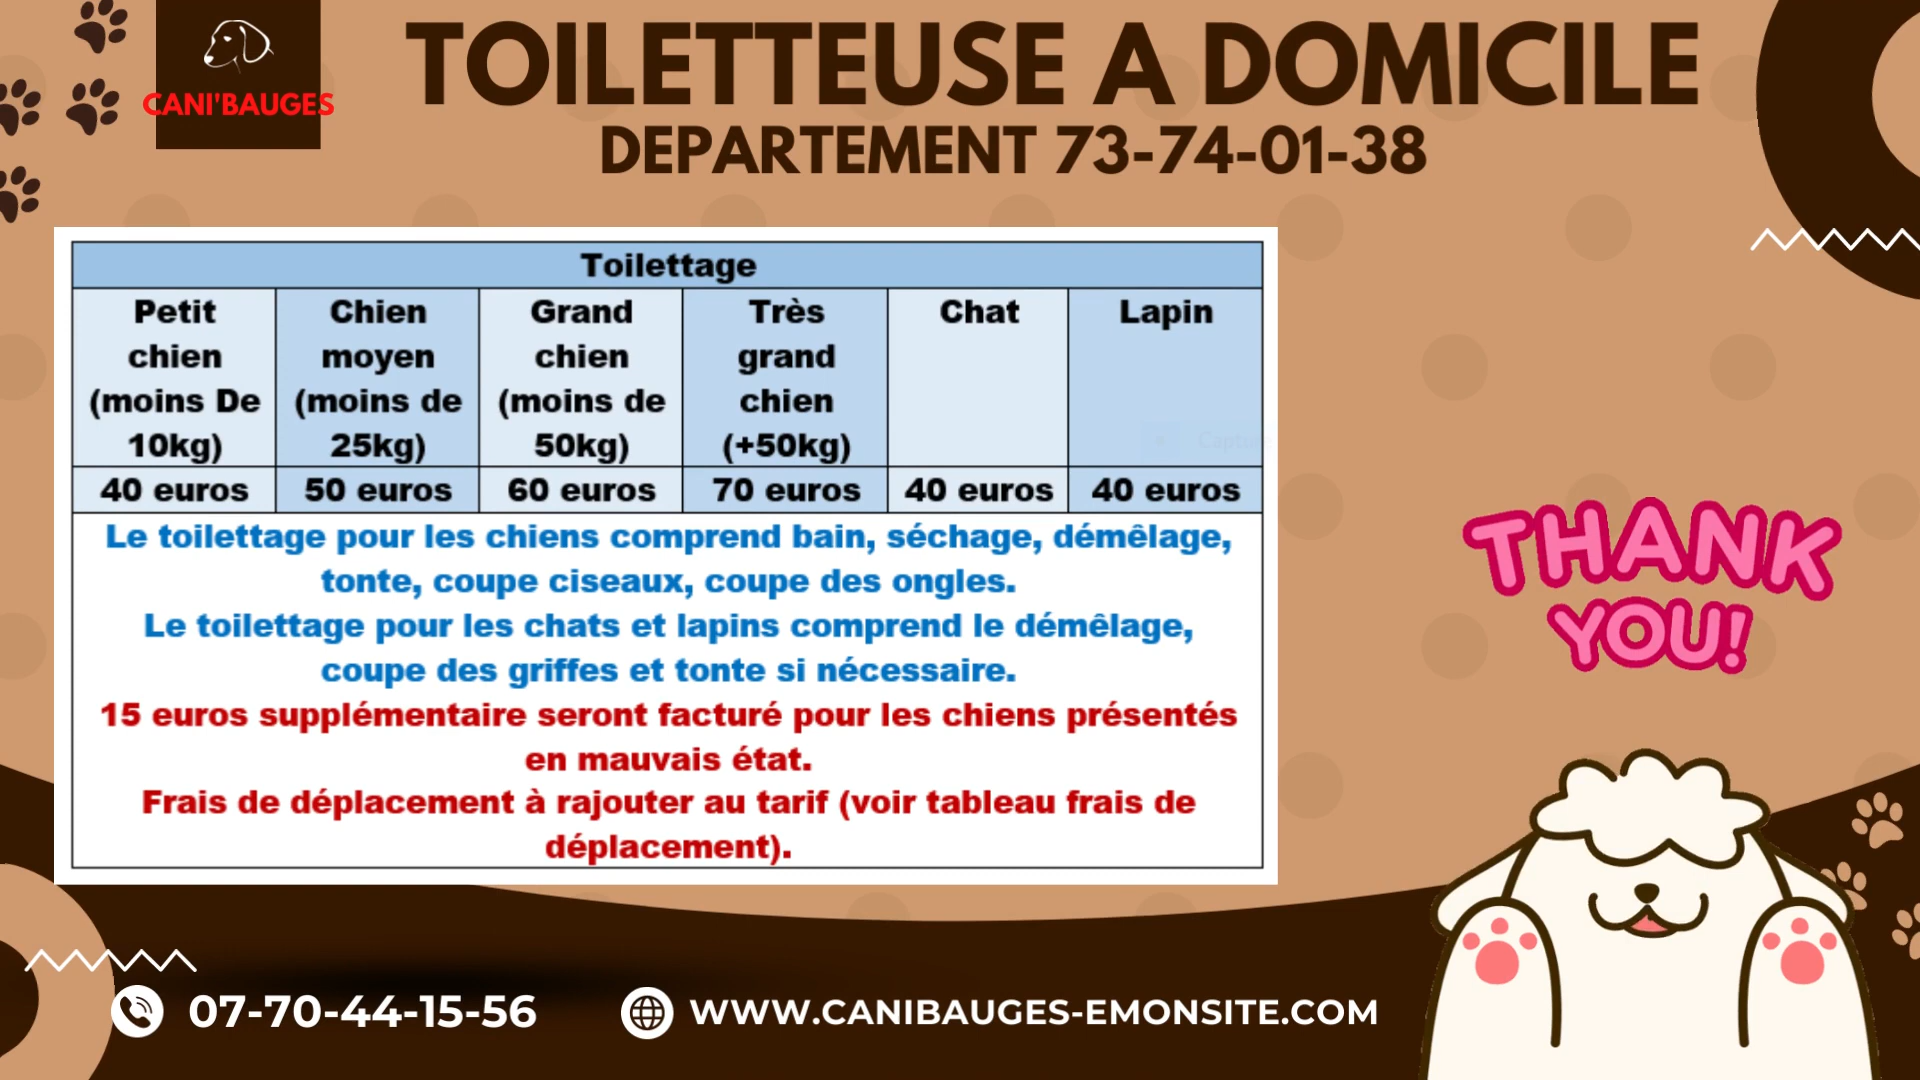 CANI'BAUGES
TOILETTEUSE A DOMICILE
DEPARTEMENT 73-74-01-38
Toilettage
Petit chien (moins De 10kg)
Chien moyen (moins de 25kg)
Grand chien (moins de 50kg)
Très grand chien (+50kg)
Chat
Lapin
40 euros
50 euros
60 euros
70 euros
40 euros
40 euros
Le toilettage pour les chiens comprend bain, séchage, démêlage,
tonte, coupe ciseaux, coupe des ongles.
Le toilettage pour les chats et lapins comprend le démêlage,
coupe des griffes et tonte si nécessaire.
15 euros supplémentaire seront facturé pour les chiens présentés
en mauvais état.
Frais de déplacement à rajouter au tarif (voir tableau frais de
déplacement).
THANK
YOU!
07-70-44-15-56
WWW.CANIBAUGES-EMONSITE.COM